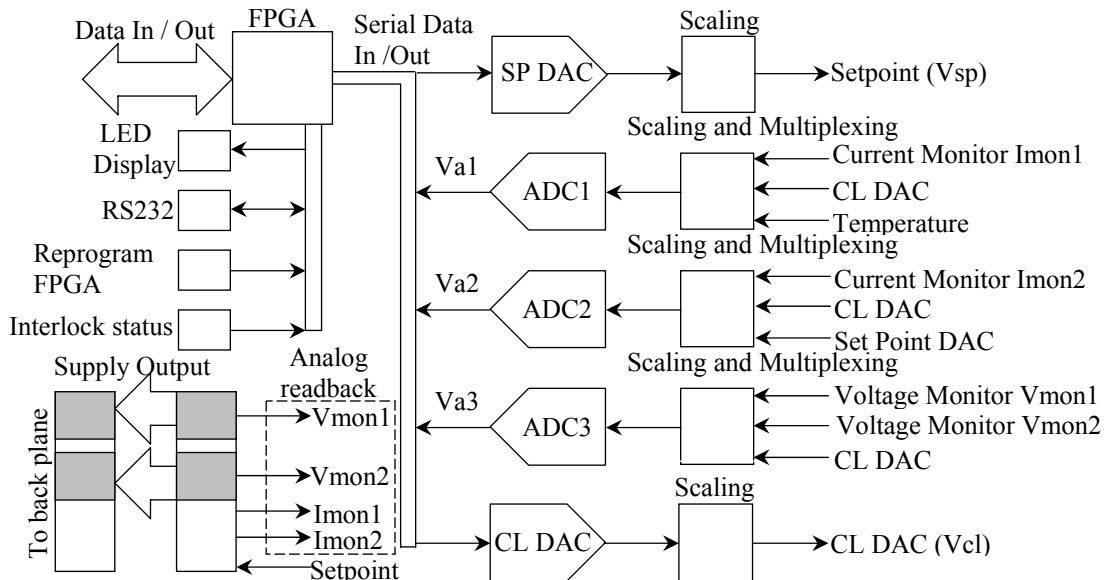 FPGA
Data In / Out
Serial Data
In /Out
SP DAC
Scaling
Setpoint (Vsp)
LED
Display
RS232
Reprogram
FPGA
Interlock status
Scaling and Multiplexing
Va1
ADC1
Current Monitor Imon1
CL DAC
Temperature
Scaling and Multiplexing
Va2
ADC2
Current Monitor Imon2
CL DAC
Set Point DAC
Scaling and Multiplexing
Va3
ADC3
Voltage Monitor Vmon1
Voltage Monitor Vmon2
CL DAC
Supply Output
To back plane
Analog
readback
Vmon1
Vmon2
Imon1
Imon2
Setpoint
CL DAC
Scaling
CL DAC (Vcl)